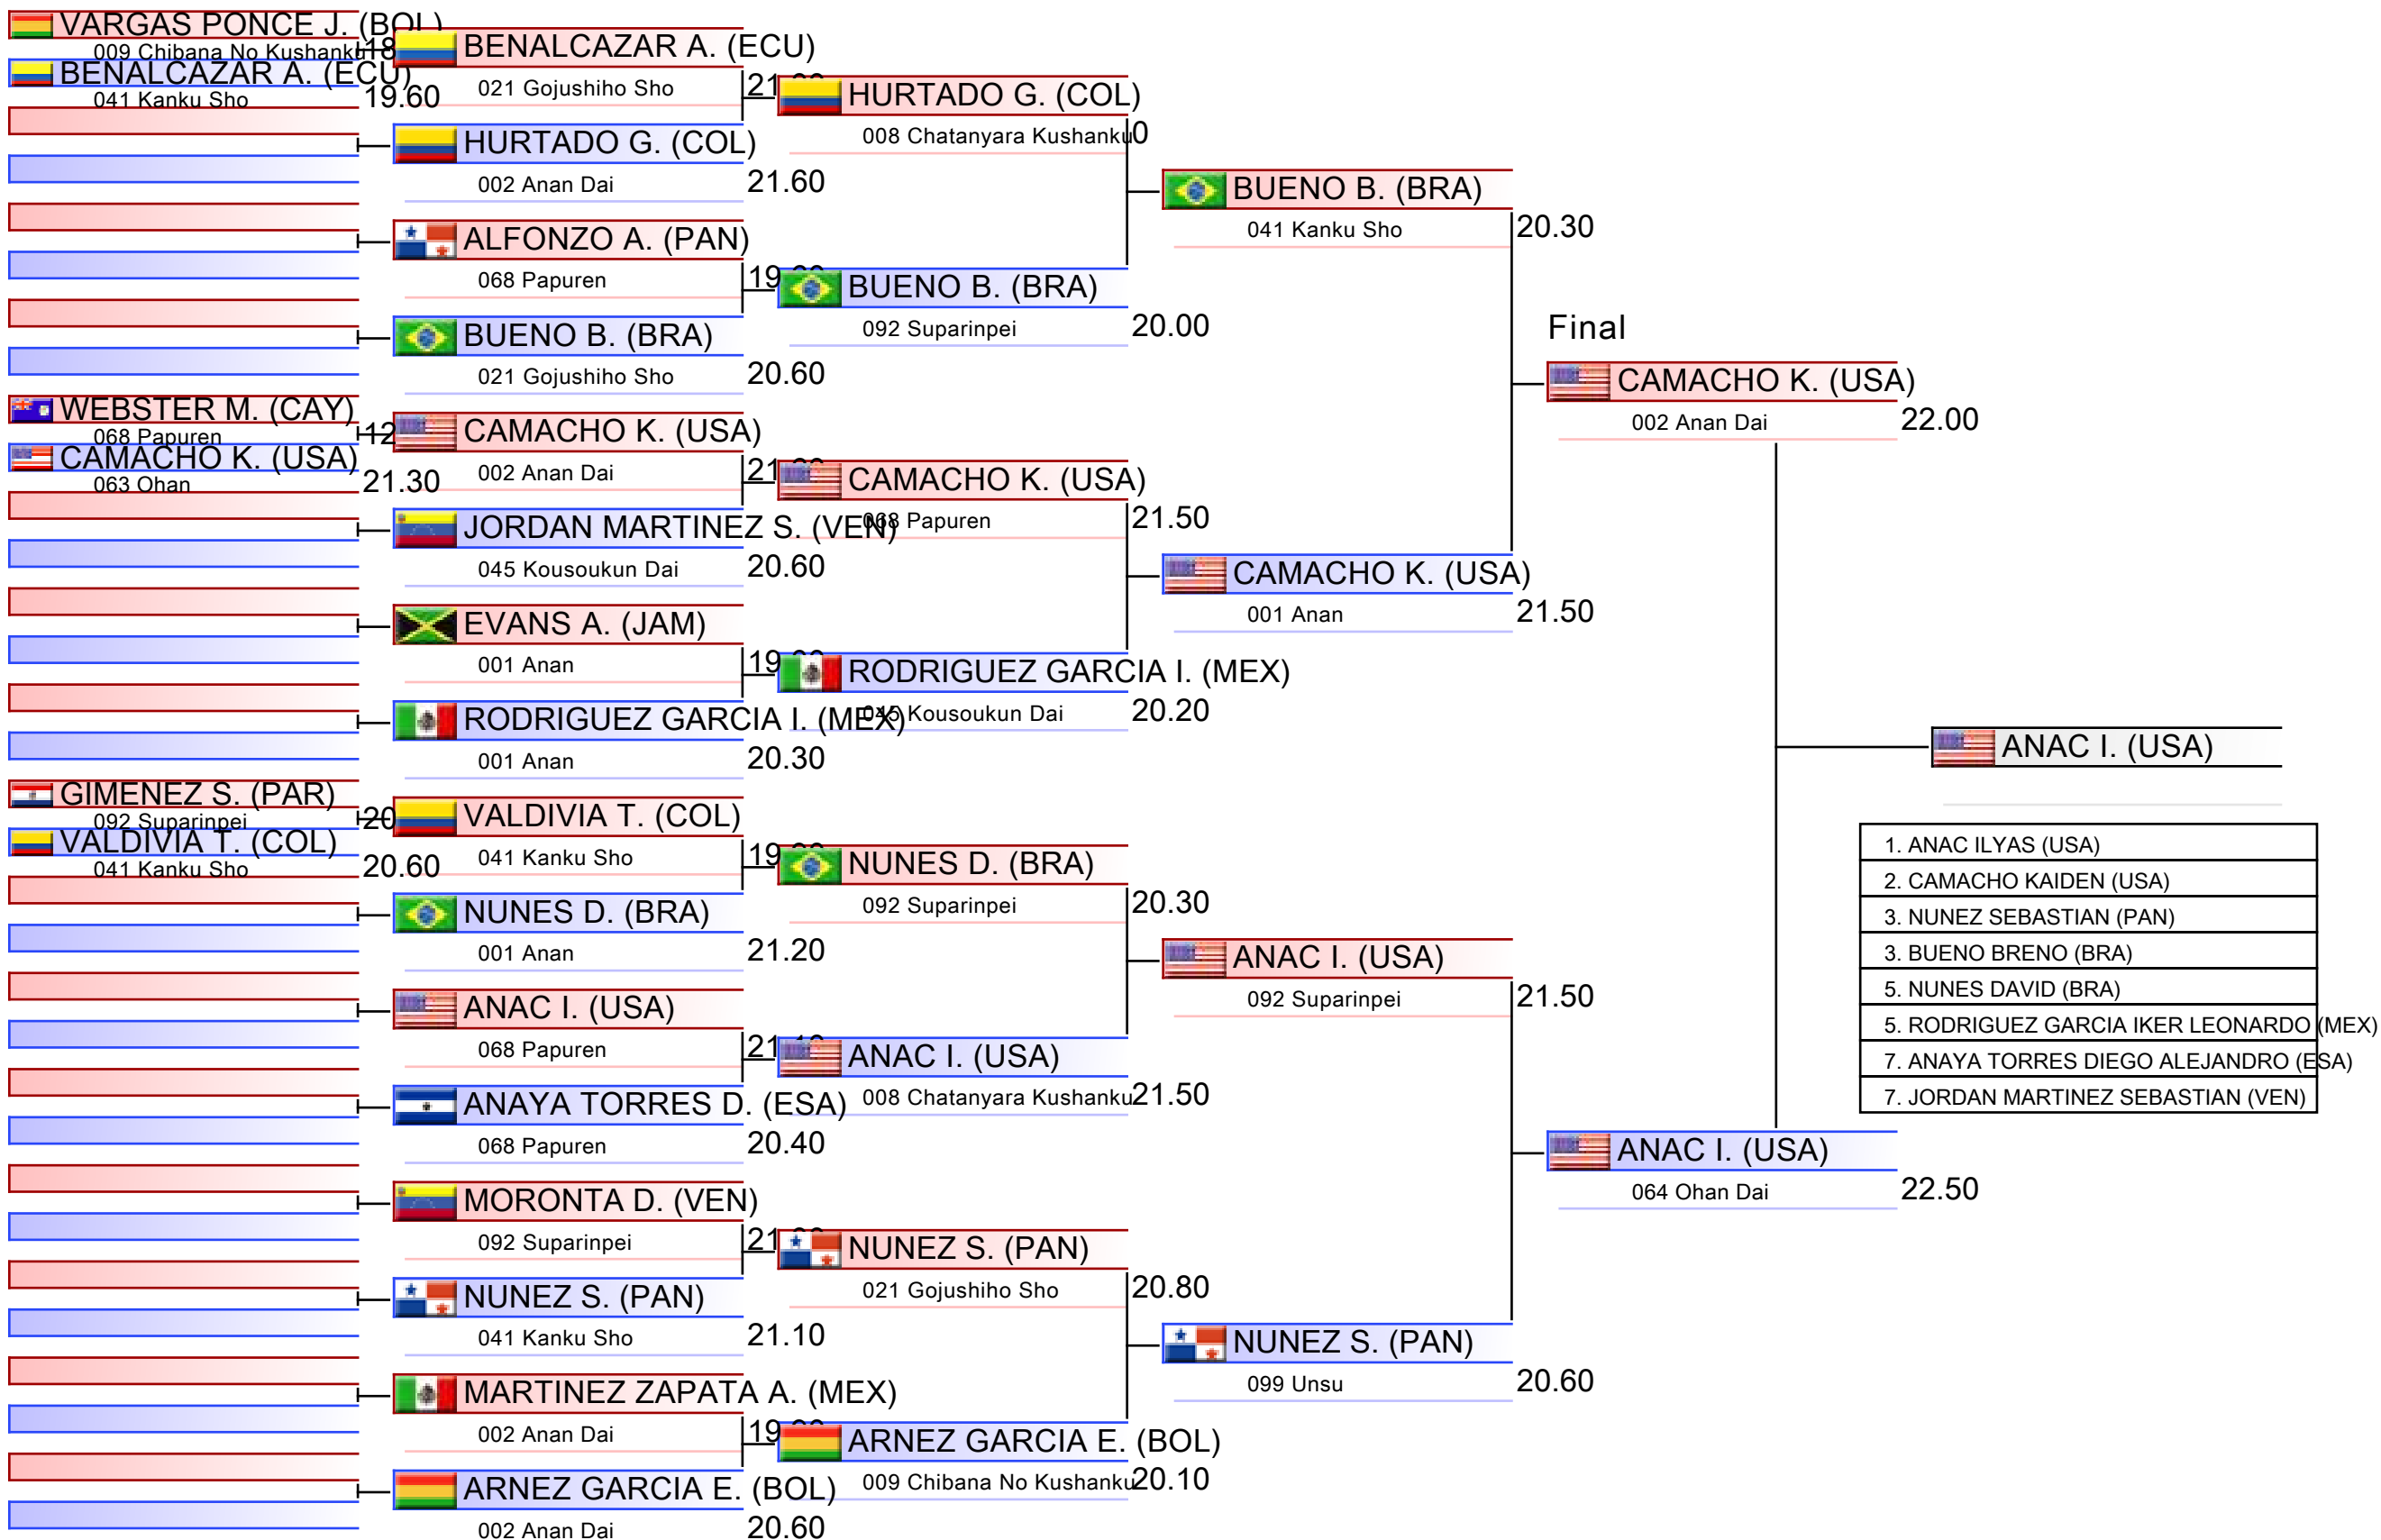 VARGAS PONCE J. (BOL)
009 Chibana No Kushanku
BENALCAZAR A. (ECU)
041 Kanku Sho
19.60
WEBSTER M. (CAY)
068 Papuren
CAMACHO K. (USA)
063 Ohan
21.30
GIMENEZ S. (PAR)
092 Suparinpei
VALDIVIA T. (COL)
041 Kanku Sho
20.60
BENALCAZAR A. (ECU)
021 Gojushiho Sho
HURTADO G. (COL)
002 Anan Dai
21.60
ALFONZO A. (PAN)
068 Papuren
BUENO B. (BRA)
021 Gojushiho Sho
20.60
CAMACHO K. (USA)
002 Anan Dai
JORDAN MARTINEZ S. (VEN)
045 Kousoukun Dai
20.60
EVANS A. (JAM)
001 Anan
RODRIGUEZ GARCIA I. (MEX)
001 Anan
20.30
VALDIVIA T. (COL)
041 Kanku Sho
NUNES D. (BRA)
001 Anan
21.20
ANAC I. (USA)
068 Papuren
ANAYA TORRES D. (ESA)
068 Papuren
20.40
MORONTA D. (VEN)
092 Suparinpei
NUNEZ S. (PAN)
041 Kanku Sho
21.10
MARTINEZ ZAPATA A. (MEX)
002 Anan Dai
ARNEZ GARCIA E. (BOL)
002 Anan Dai
20.60
HURTADO G. (COL)
008 Chatanyara Kushanku
0
BUENO B. (BRA)
092 Suparinpei
20.00
CAMACHO K. (USA)
068 Papuren
21.50
RODRIGUEZ GARCIA I. (MEX)
045 Kousoukun Dai
20.20
NUNES D. (BRA)
092 Suparinpei
20.30
ANAC I. (USA)
008 Chatanyara Kushanku
21.50
NUNEZ S. (PAN)
021 Gojushiho Sho
20.80
ARNEZ GARCIA E. (BOL)
009 Chibana No Kushanku
20.10
BUENO B. (BRA)
041 Kanku Sho
20.30
CAMACHO K. (USA)
001 Anan
21.50
ANAC I. (USA)
092 Suparinpei
21.50
NUNEZ S. (PAN)
099 Unsu
20.60
Final
CAMACHO K. (USA)
002 Anan Dai
22.00
ANAC I. (USA)
064 Ohan Dai
22.50
ANAC I. (USA)
1. ANAC ILYAS (USA)
2. CAMACHO KAIDEN (USA)
3. NUNEZ SEBASTIAN (PAN)
3. BUENO BRENO (BRA)
5. NUNES DAVID (BRA)
5. RODRIGUEZ GARCIA IKER LEONARDO (MEX)
7. ANAYA TORRES DIEGO ALEJANDRO (ESA)
7. JORDAN MARTINEZ SEBASTIAN (VEN)